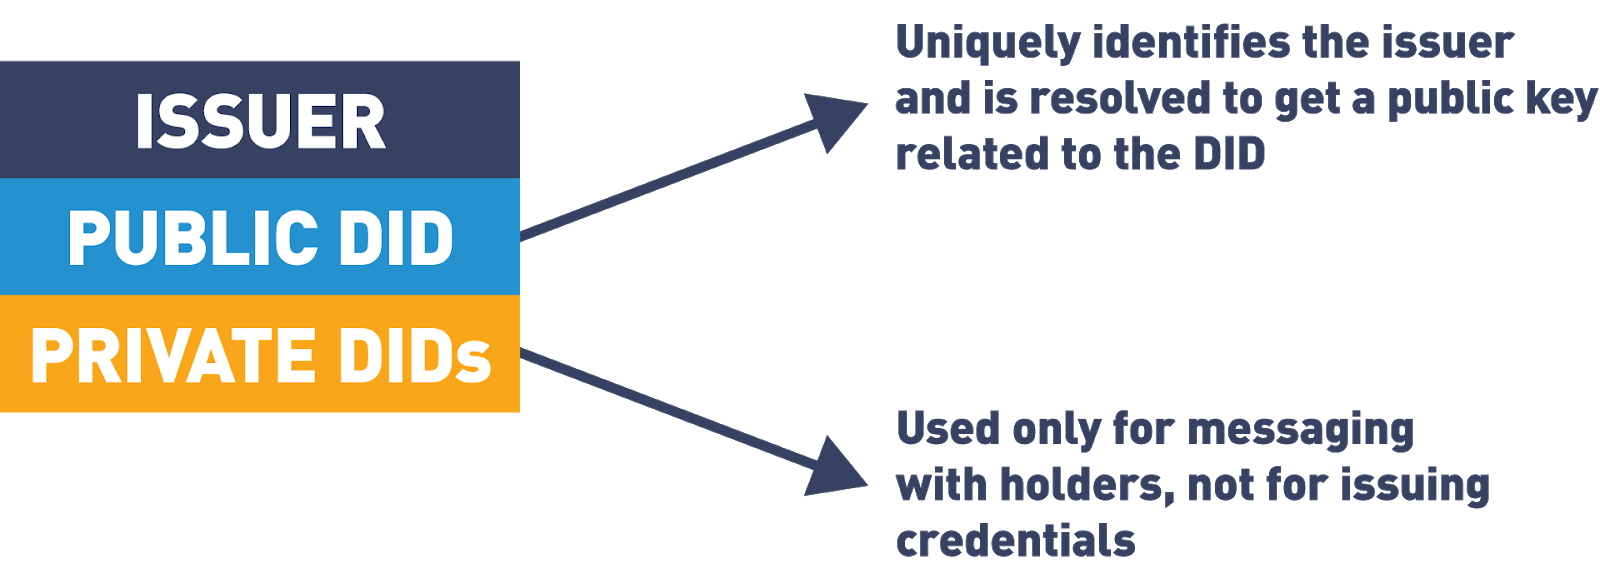 ISSUER
PUBLIC DID
PRIVATE DIDs
Uniquely identifies the issuer
and is resolved to get a public key
related to the DID
Used only for messaging
with holders, not for issuing
credentials